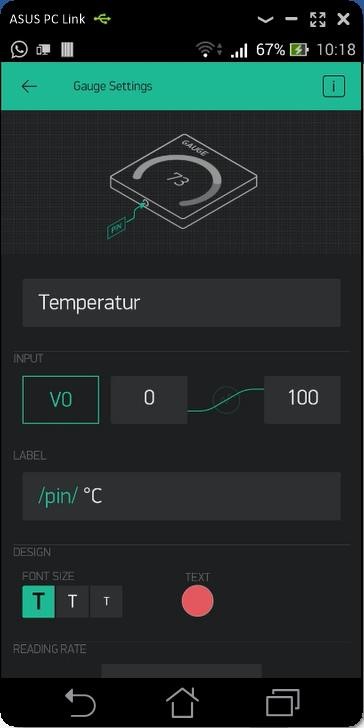 ASUS PC Link
67% 10:18
Gauge Settings
i
GAUGE
73
PIN
Temperatur
INPUT
V0 0 100
LABEL
/pin/ °C
DESIGN
FONT SIZE TEXT
T T T
READING RATE